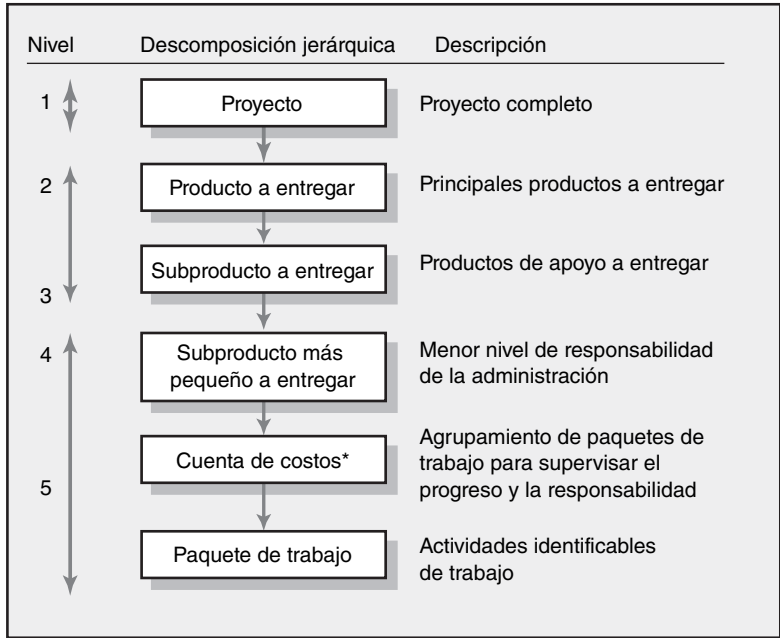 Nivel Descomposición jerárquica Descripción
1 Proyecto Proyecto completo
2 Producto a entregar Principales productos a entregar
Subproducto a entregar Productos de apoyo a entregar
3
4 Subproducto más
pequeño a entregar
Menor nivel de responsabilidad
de la administración
Cuenta de costos*
Agrupamiento de paquetes de
trabajo para supervisar el
progreso y la responsabilidad
5
Paquete de trabajo
Actividades identificables
de trabajo